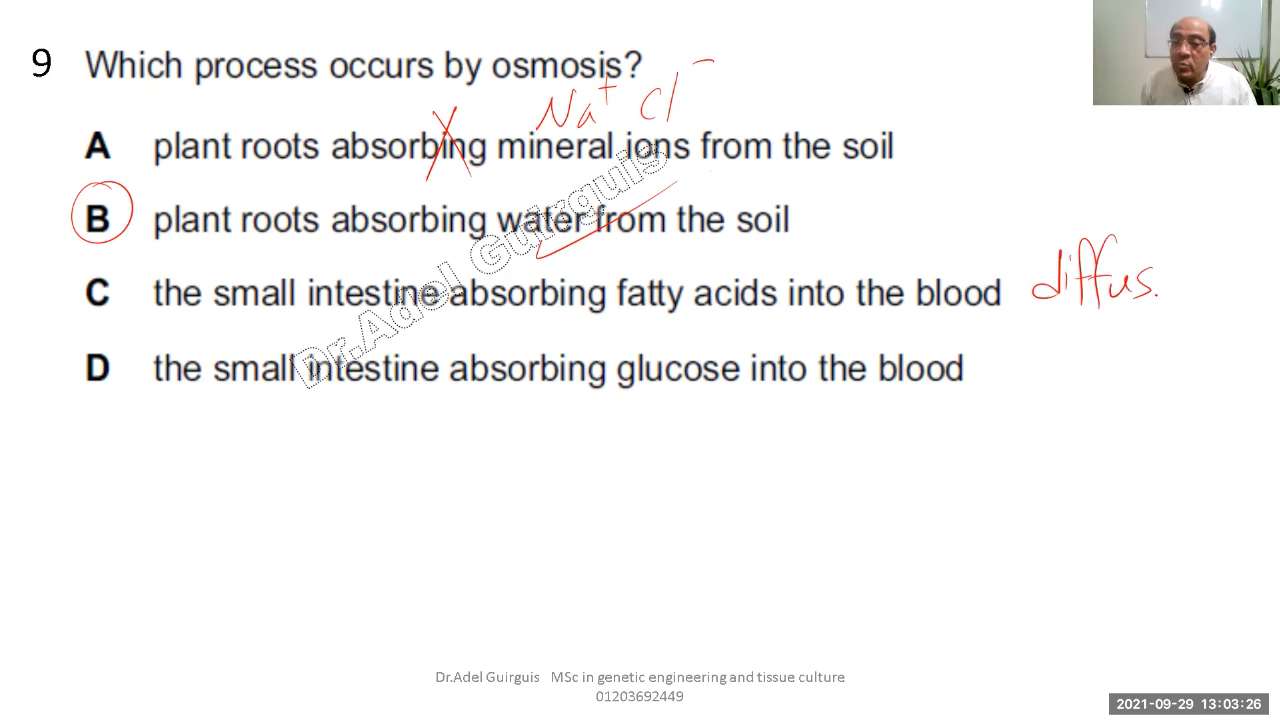 9 Which process occurs by osmosis?
Na+ Cl-
A plant roots absorbing mineral ions from the soil
B plant roots absorbing water from the soil
C the small intestine absorbing fatty acids into the blood diffus.
D the small intestine absorbing glucose into the blood
Dr.Adel Guirguis
Dr.Adel Guirguis MSc in genetic engineering and tissue culture
01203692449
2021-09-29 13:03:26